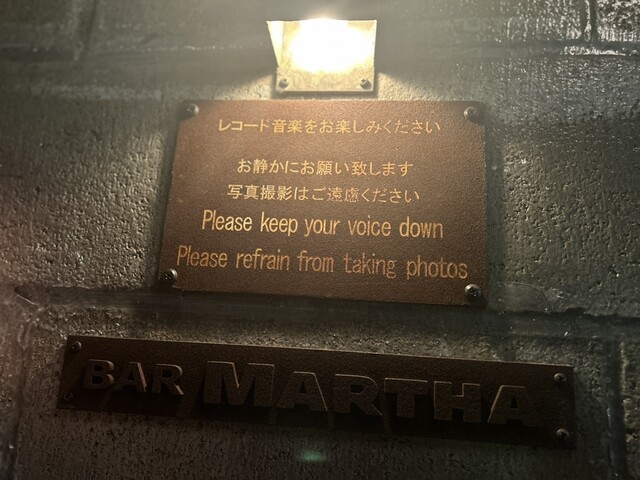 レコード音楽をお楽しみください
お静かにお願い致します
写真撮影はご遠慮ください
Please keep your voice down
Please refrain from taking photos
BAR MARTHA